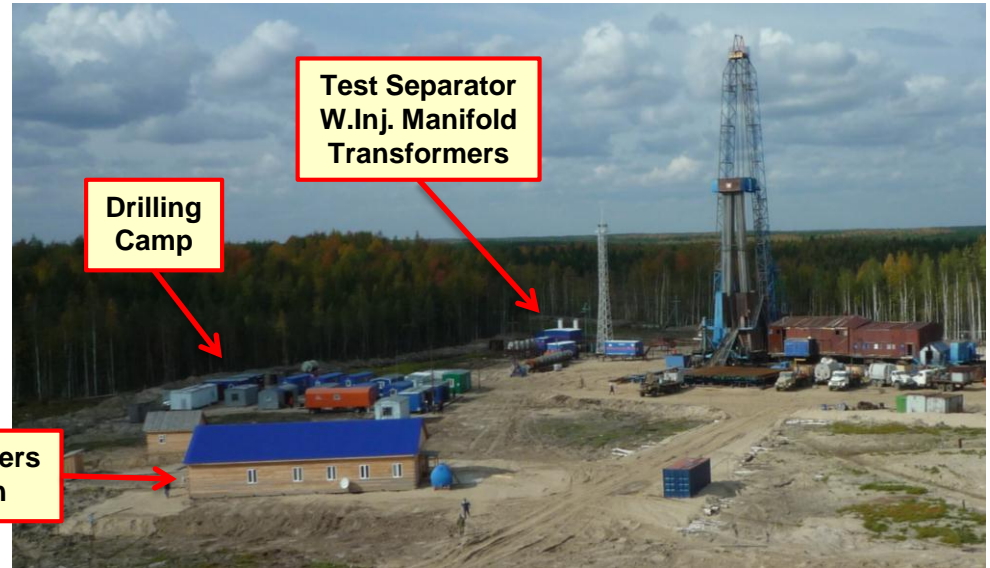 Test Separator
W.Inj. Manifold
Transformers
Drilling
Camp
ers